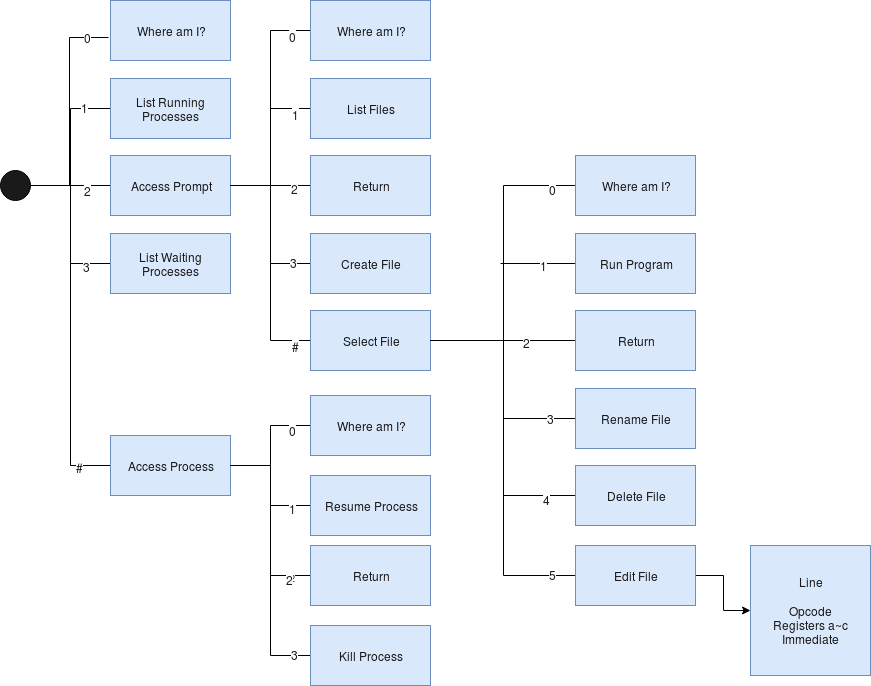 0
Where am I?
1
List Running
Processes
2
Access Prompt
3
List Waiting
Processes
#
Access Process
0
Where am I?
1
List Files
2
Return
3
Create File
#
Select File
0
Where am I?
1
Resume Process
2
Return
3
Kill Process
0
Where am I?
1
Run Program
2
Return
3
Rename File
4
Delete File
5
Edit File
Line
Opcode
Registers a~c
Immediate